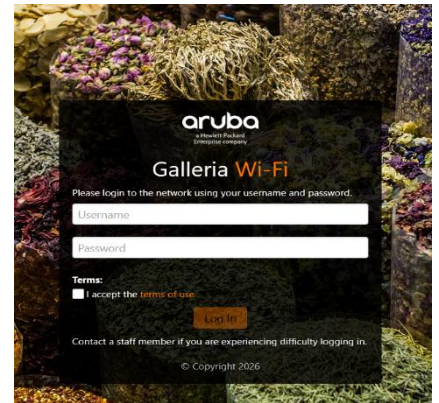 aruba
a Hewlett Packard
Enterprise company
Galleria Wi-Fi
Please login to the network using your username and password.
Username
Password
Terms:
I accept the terms of use
Log In
Contact a staff member if you are experiencing difficulty logging in.
© Copyright 2026